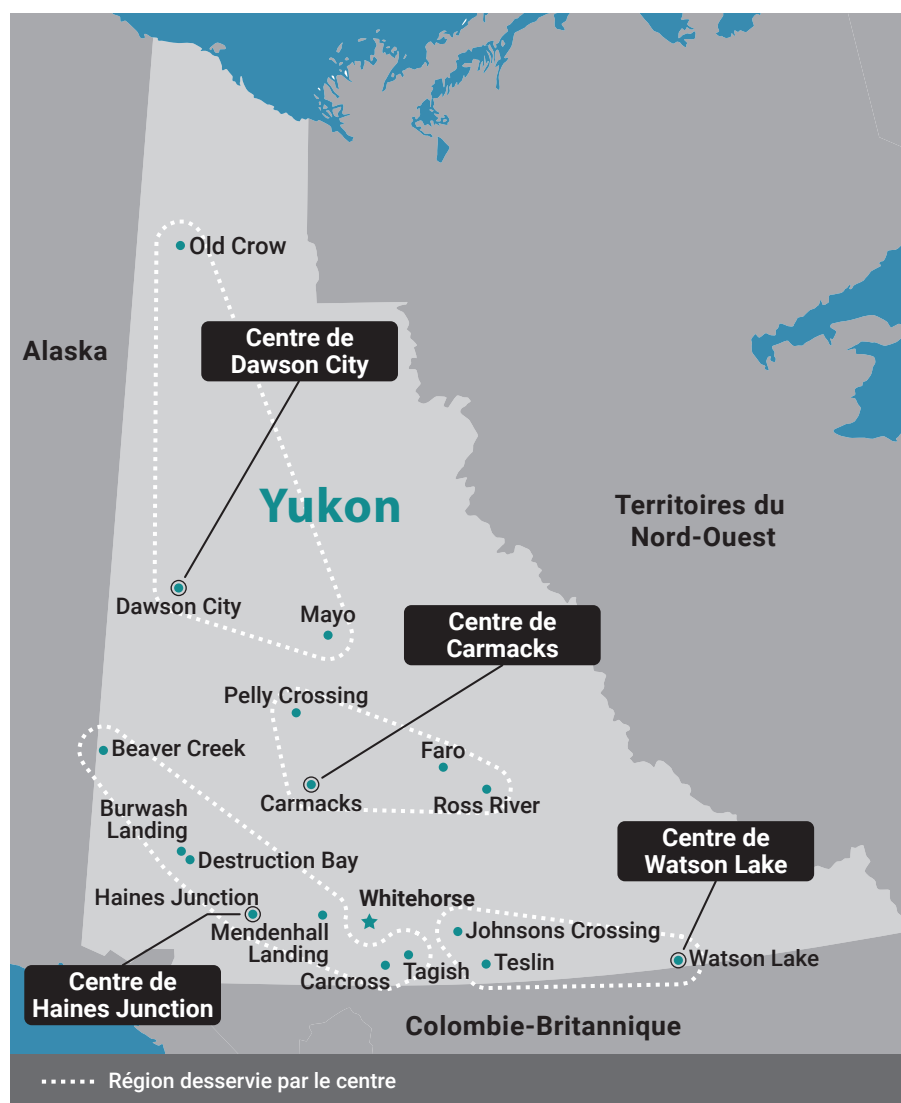 Old Crow
Centre de
Dawson City
Alaska
Yukon
Territoires du
Nord-Ouest
Dawson City
Mayo
Centre de
Carmacks
Pelly Crossing
Beaver Creek
Faro
Carmacks
Ross River
Burwash
Landing
Destruction Bay
Centre de
Watson Lake
Haines Junction
Whitehorse
Mendenhall
Landing
Johnsons Crossing
Teslin
Tagish
Carcross
Watson Lake
Centre de
Haines Junction
Colombie-Britannique
Région desservie par le centre